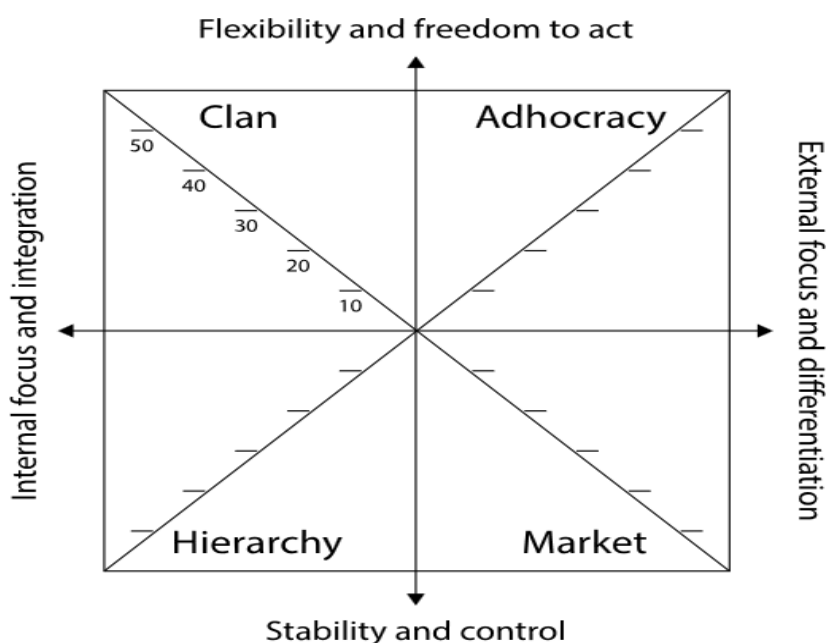 Flexibility and freedom to act
Clan
Adhocracy
50
40
30
20
10
Internal focus and integration
External focus and differentiation
Hierarchy
Market
Stability and control